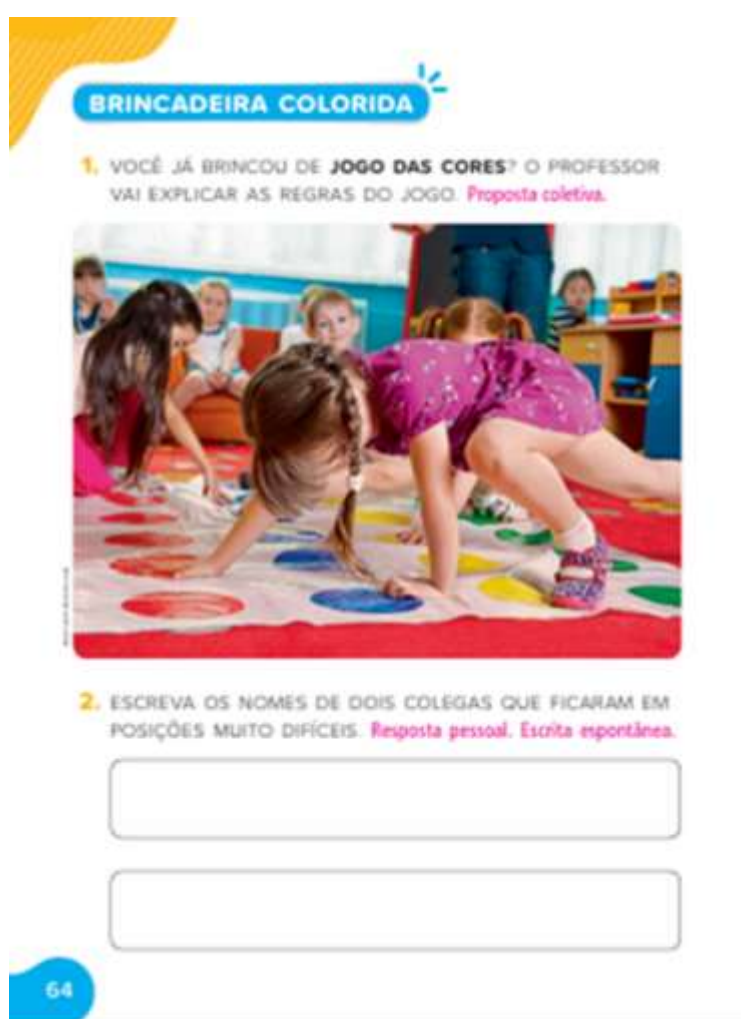 BRINCADEIRA COLORIDA
1. VOCÊ JÁ BRINCOU DE JOGO DAS CORES? O PROFESSOR
VAI EXPLICAR AS REGRAS DO JOGO. Proposta coletiva.
2. ESCREVA OS NOMES DE DOIS COLEGAS QUE FICARAM EM
POSIÇÕES MUITO DIFÍCEIS. Resposta pessoal. Escrita espontânea.
64